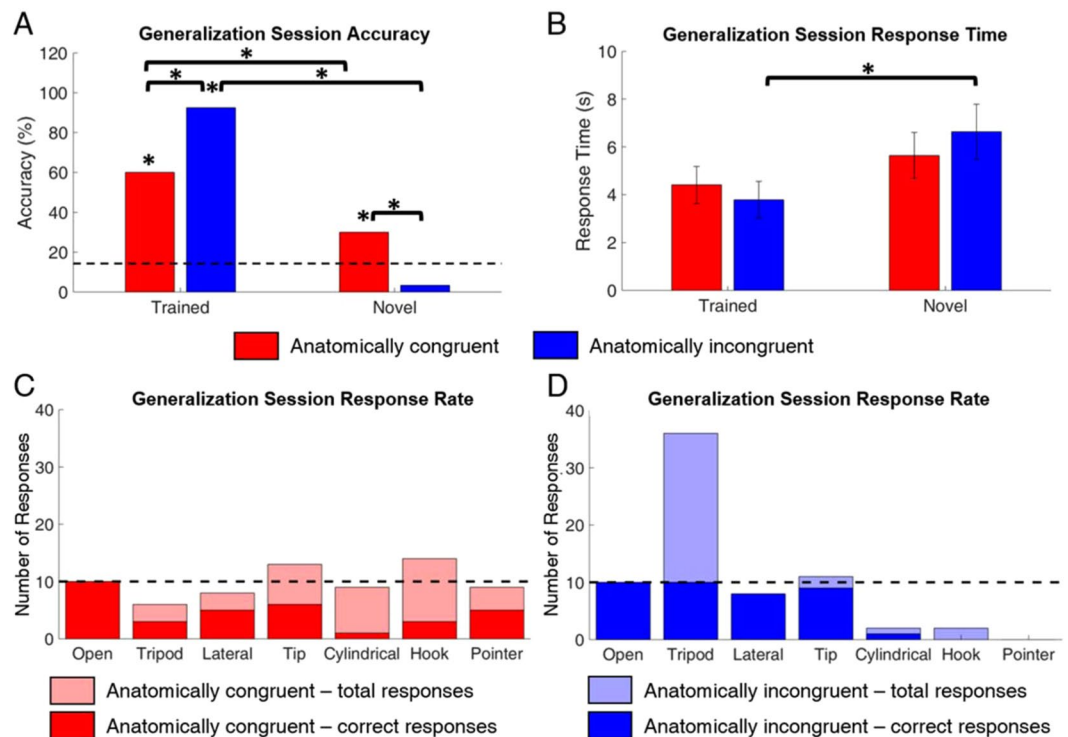 A
Generalization Session Accuracy
120
100
80
60
40
20
0
Accuracy (%)
*
*
*
*
*
*
*
Trained
Novel
B
Generalization Session Response Time
10
8
6
4
2
0
Response Time (s)
*
Trained
Novel
Anatomically congruent
Anatomically incongruent
C
Generalization Session Response Rate
40
30
20
10
0
Number of Responses
Open Tripod Lateral Tip Cylindrical Hook Pointer
Anatomically congruent – total responses
Anatomically congruent – correct responses
D
Generalization Session Response Rate
40
30
20
10
0
Number of Responses
Open Tripod Lateral Tip Cylindrical Hook Pointer
Anatomically incongruent – total responses
Anatomically incongruent – correct responses